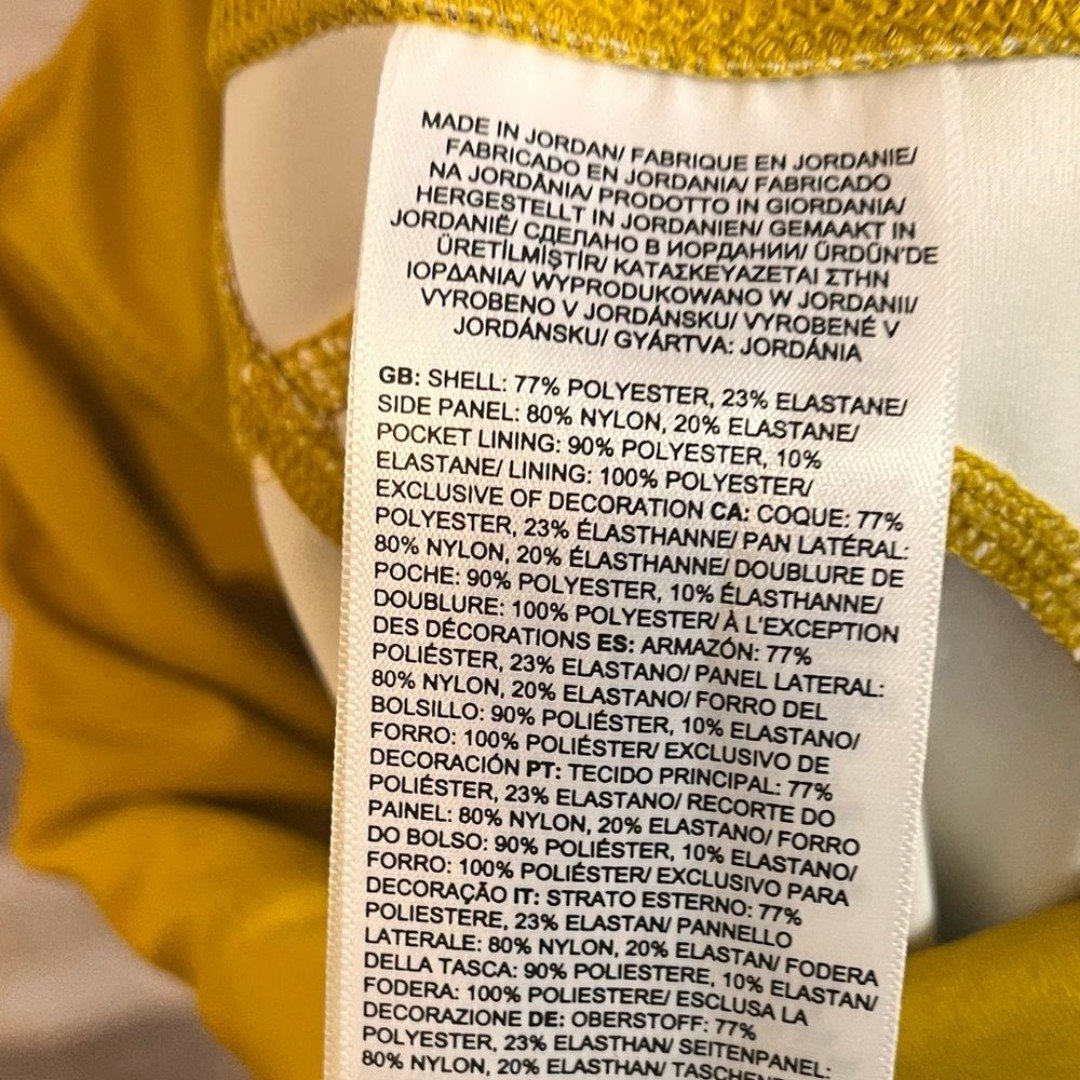 MADE IN JORDAN/ FABRIQUE EN JORDANIE/
FABRICADO EN JORDANIA/ FABRICADO
NA JORDÂNIA/ PRODOTTO IN GIORDANIA/
HERGESTELLT IN JORDANIEN/ GEMAAKT IN
JORDANIË/ СДЕЛАНО В ИОРДАНИИ/ ÜRDÜN'DE
ÜRETİLMİŞTİR/ ΚΑΤΑΣΚΕΥΑΖΕΤΑΙ ΣΤΗΝ
ΙΟΡΔΑΝΙΑ/ WYPRODUKOWANO W JORDANII/
VYROBENO V JORDÁNSKU/ VYROBENÉ V
JORDÁNSKU/ GYÁRTVA: JORDÁNIA
GB: SHELL: 77% POLYESTER, 23% ELASTANE/
SIDE PANEL: 80% NYLON, 20% ELASTANE/
POCKET LINING: 90% POLYESTER, 10%
ELASTANE/ LINING: 100% POLYESTER/
EXCLUSIVE OF DECORATION CA: COQUE: 77%
POLYESTER, 23% ÉLASTHANNE/ PAN LATÉRAL:
80% NYLON, 20% ÉLASTHANNE/ DOUBLURE DE
POCHE: 90% POLYESTER, 10% ÉLASTHANNE/
DOUBLURE: 100% POLYESTER/ À L'EXCEPTION
DES DÉCORATIONS ES: ARMAZÓN: 77%
POLIÉSTER, 23% ELASTANO/ PANEL LATERAL:
80% NYLON, 20% ELASTANO/ FORRO DEL
BOLSILLO: 90% POLIÉSTER, 10% ELASTANO/
FORRO: 100% POLIÉSTER/ EXCLUSIVO DE
DECORACIÓN PT: TECIDO PRINCIPAL: 77%
POLIÉSTER, 23% ELASTANO/ RECORTE DO
PAINEL: 80% NYLON, 20% ELASTANO/ FORRO
DO BOLSO: 90% POLIÉSTER, 10% ELASTANO/
FORRO: 100% POLIÉSTER/ EXCLUSIVO PARA
DECORAÇÃO IT: STRATO ESTERNO: 77%
POLIESTERE, 23% ELASTAN/ PANNELLO
LATERALE: 80% NYLON, 20% ELASTAN/ FODERA
DELLA TASCA: 90% POLIESTERE, 10% ELASTAN/
FODERA: 100% POLIESTERE/ ESCLUSA LA
DECORAZIONE DE: OBERSTOFF: 77%
POLYESTER, 23% ELASTHAN/ SEITENPANEL:
80% NYLON, 20% ELASTHAN/